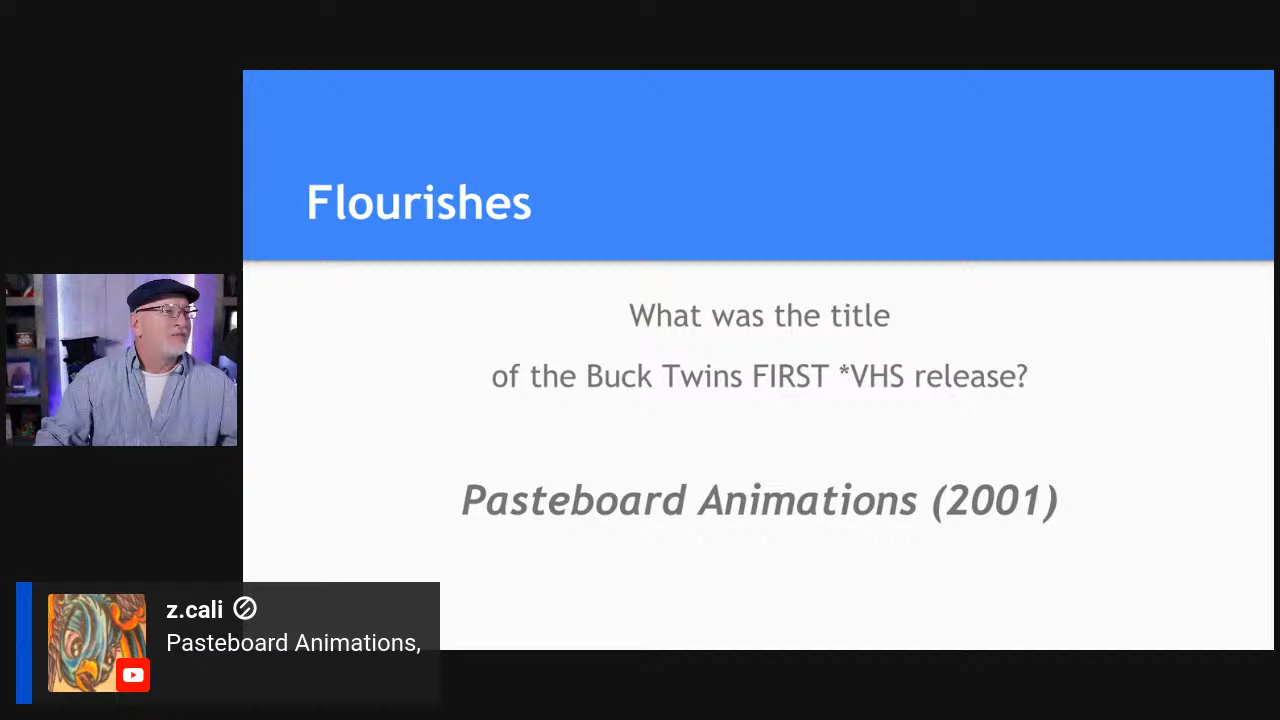 Flourishes
What was the title
of the Buck Twins FIRST *VHS release?
Pasteboard Animations (2001)
z.cali
Pasteboard Animations,